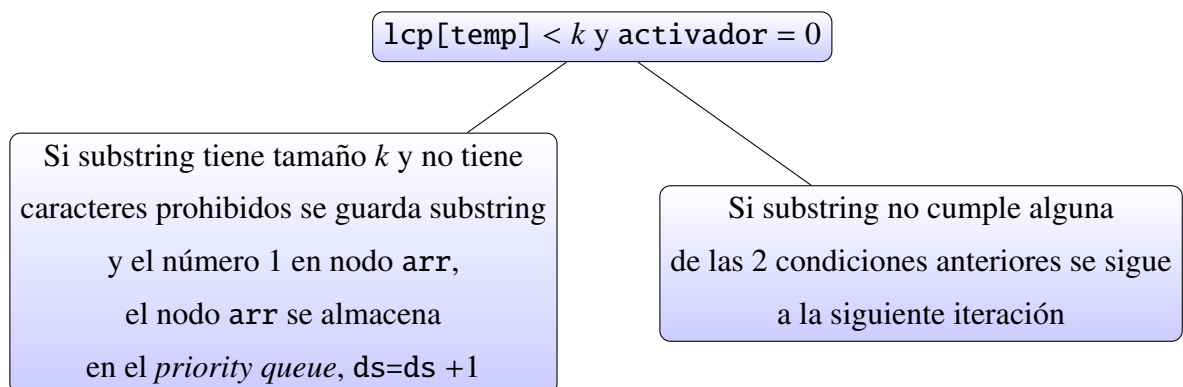 lcp[temp] < k y activador = 0
Si substring tiene tamaño k y no tiene
caracteres prohibidos se guarda substring
y el número 1 en nodo arr,
el nodo arr se almacena
en el priority queue, ds=ds +1
Si substring no cumple alguna
de las 2 condiciones anteriores se sigue
a la siguiente iteración